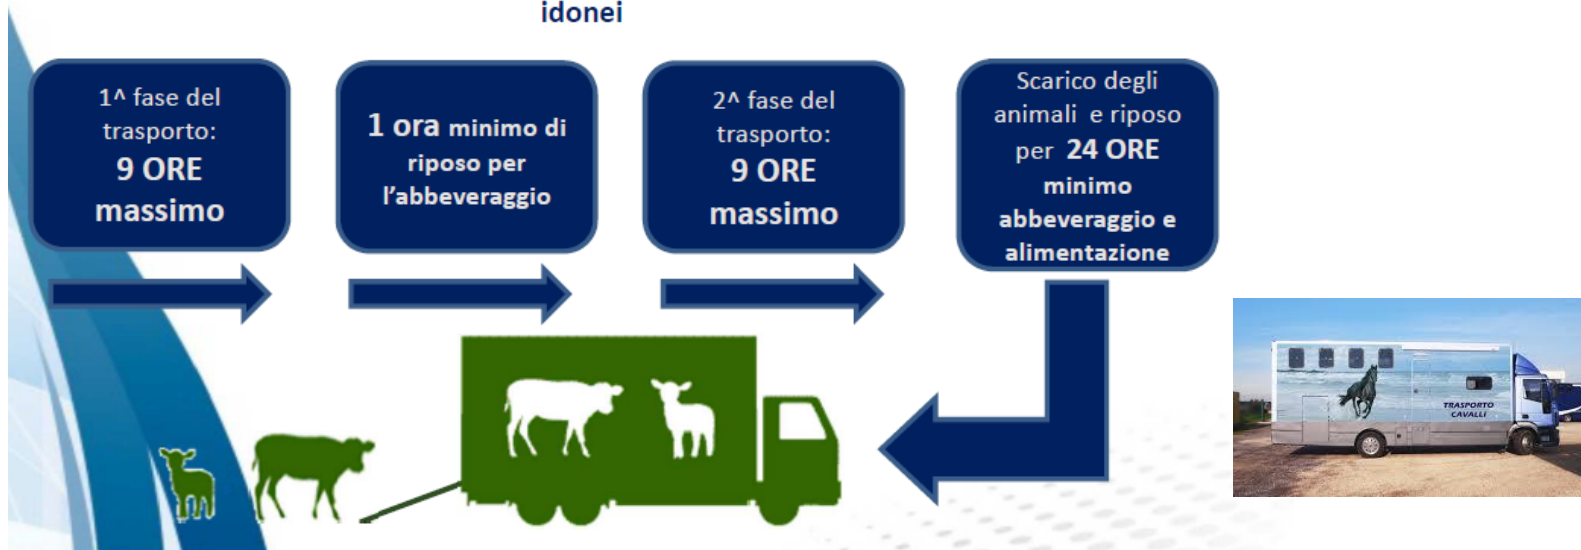 idonei
1^ fase del
trasporto:
9 ORE
massimo
1 ora minimo di
riposo per
l'abbeveraggio
2^ fase del
trasporto:
9 ORE
massimo
Scarico degli
animali e riposo
per 24 ORE
minimo
abbeveraggio e
alimentazione
TRASPORTO
CAVALLI